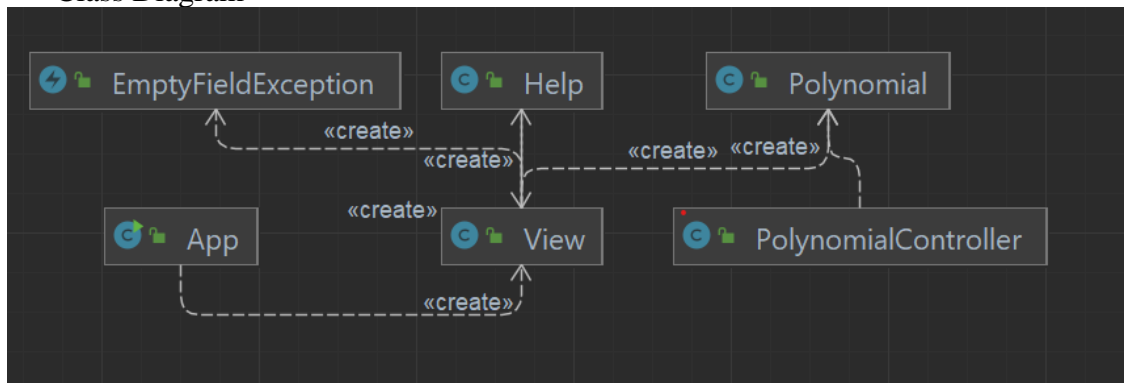 Class Diagram
EmptyFieldException
Help
Polynomial
«create»
«create»
«create»
«create»
«create»
App
View
PolynomialController
«create»